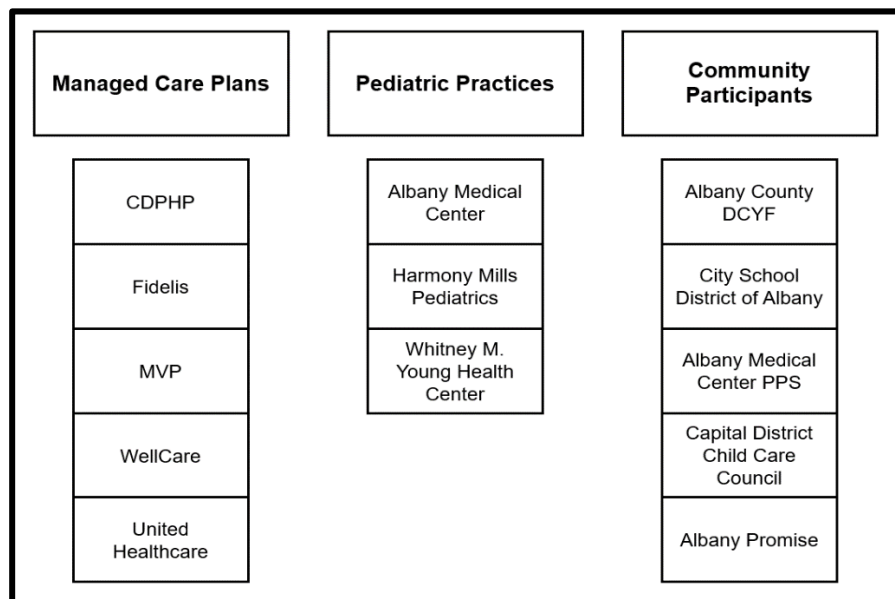 Managed Care Plans
Pediatric Practices
Community
Participants
CDPHP
Fidelis
MVP
WellCare
United
Healthcare
Albany Medical
Center
Harmony Mills
Pediatrics
Whitney M.
Young Health
Center
Albany County
DCYF
City School
District of Albany
Albany Medical
Center PPS
Capital District
Child Care
Council
Albany Promise